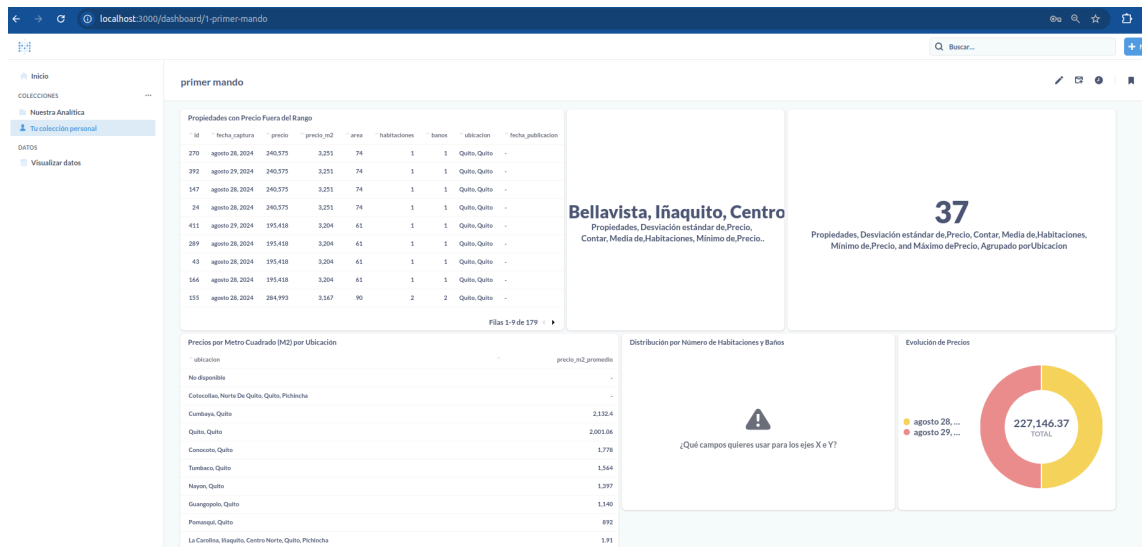 localhost:3000/dashboard/1-primer-mando
Buscar...
Inicio
COLECCIONES
Nuestra Analítica
Tu colección personal
DATOS
Visualizar datos
primer mando
Propiedades con Precio Fuera del Rango
id fecha_captura precio precio_m2 area habitaciones banos ubicacion fecha_publicacion
270 agosto 28, 2024 240,575 3,251 74 1 1 Quito, Quito -
392 agosto 29, 2024 240,575 3,251 74 1 1 Quito, Quito -
147 agosto 28, 2024 240,575 3,251 74 1 1 Quito, Quito -
24 agosto 28, 2024 240,575 3,251 74 1 1 Quito, Quito -
411 agosto 29, 2024 195,418 3,204 61 1 1 Quito, Quito -
289 agosto 28, 2024 195,418 3,204 61 1 1 Quito, Quito -
43 agosto 28, 2024 195,418 3,204 61 1 1 Quito, Quito -
166 agosto 28, 2024 195,418 3,204 61 1 1 Quito, Quito -
155 agosto 28, 2024 284,993 3,167 90 2 2 Quito, Quito -
Filas 1-9 de 179
Bellavista, Iñaquito, Centro
Propiedades, Desviación estándar de,Precio,
Contar, Media de,Habitaciones, Mínimo de,Precio..
37
Propiedades, Desviación estándar de,Precio, Contar, Media de,Habitaciones,
Mínimo de,Precio, and Máximo dePrecio, Agrupado porUbicacion
Precios por Metro Cuadrado (M2) por Ubicación
ubicacion precio_m2_promedio
No disponible -
Cotocollao, Norte De Quito, Quito, Pichincha -
Cumbaya, Quito 2,132.4
Quito, Quito 2,001.06
Conocoto, Quito 1,778
Tumbaco, Quito 1,564
Nayon, Quito 1,397
Guangopolo, Quito 1,140
Pomasqui, Quito 892
La Carolina, Iñaquito, Centro Norte, Quito, Pichincha 1.91
Distribución por Número de Habitaciones y Baños
¿Qué campos quieres usar para los ejes X e Y?
Evolución de Precios
agosto 28, ...
agosto 29, ...
227,146.37
TOTAL